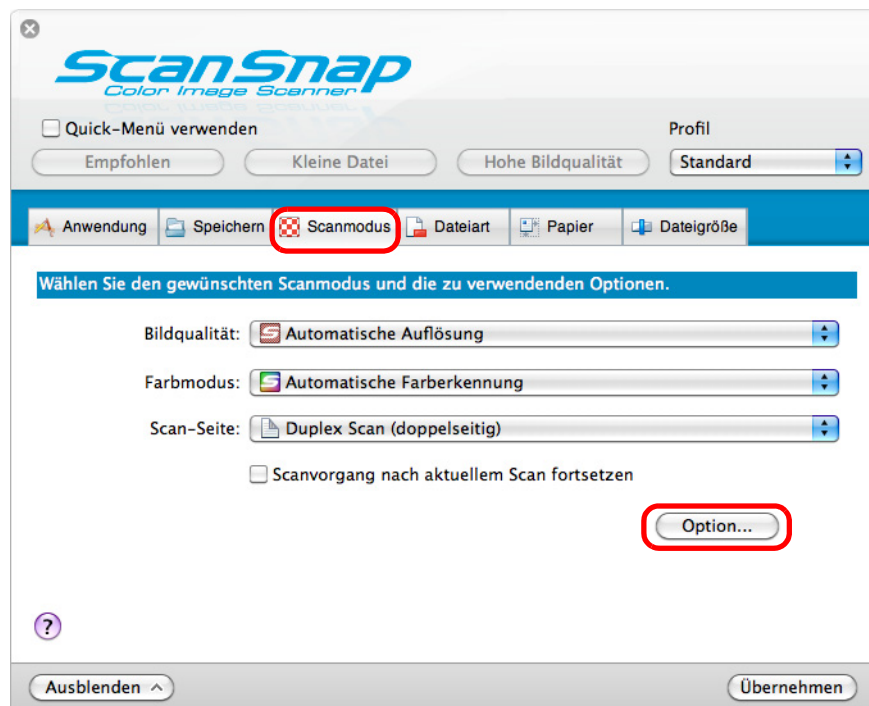 ScanSnap
Color Image Scanner
Quick-Menü verwenden
Profil
Empfohlen Kleine Datei Hohe Bildqualität Standard
Anwendung Speichern Scanmodus Dateiart Papier Dateigröße
Wählen Sie den gewünschten Scanmodus und die zu verwendenden Optionen.
Bildqualität: Automatische Auflösung
Farbmodus: Automatische Farberkennung
Scan-Seite: Duplex Scan (doppelseitig)
Scanvorgang nach aktuellem Scan fortsetzen
Option...
?
Ausblenden Übernehmen